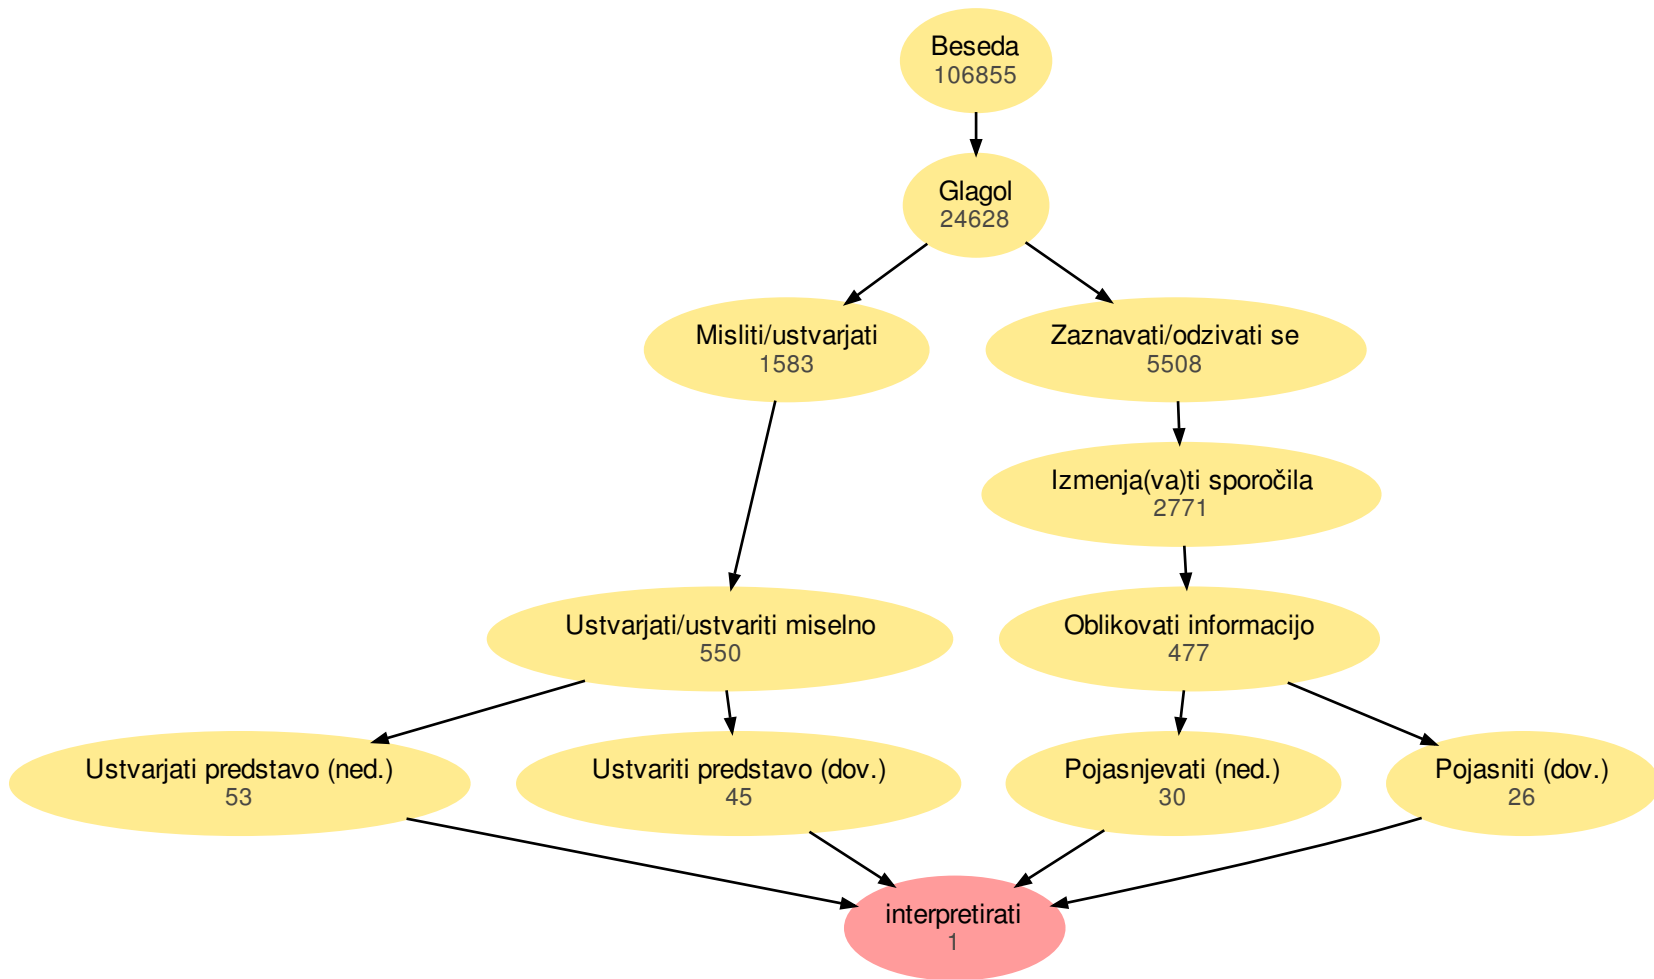 Beseda
106855
Glagol
24628
Misliti/ustvarjati
1583
Zaznavati/odzivati se
5508
Izmenja(va)ti sporočila
2771
Ustvarjati/ustvariti miselno
550
Oblikovati informacijo
477
Ustvarjati predstavo (ned.)
53
Ustvariti predstavo (dov.)
45
Pojasnjevati (ned.)
30
Pojasniti (dov.)
26
interpretirati
1